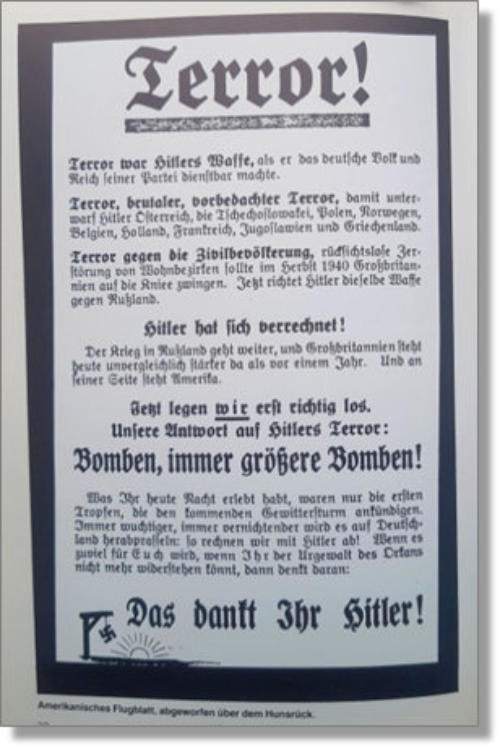 Terror!
Terror war Hitlers Waffe, als er das deutsche Volk und
Reich seiner Partei dienstbar machte.
Terror, brutaler, vorbedachter Terror, damit unter-
warf Hitler Österreich, die Tschechoslowakei, Polen, Norwegen,
Belgien, Holland, Frankreich, Jugoslawien und Griechenland.
Terror gegen die Zivilbevölkerung, rücksichtslose Zer-
störung von Wohnbezirken sollte im Herbst 1940 Großbritan-
nien auf die Kniee zwingen. Jetzt richtet Hitler dieselbe Waffe
gegen Rußland.
Hitler hat sich verrechnet!
Der Krieg in Rußland geht weiter, und Großbritannien steht
heute unvergleichlich stärker da als vor einem Jahr. Und an
seiner Seite steht Amerika.
Jetzt legen wir erst richtig los.
Unsere Antwort auf Hitlers Terror:
Bomben, immer größere Bomben!
Was Ihr heute Nacht erlebt habt, waren nur die ersten
Tropfen, die den kommenden Gewittersturm ankündigen.
Immer wuchtiger, immer vernichtender wird es auf Deutsch-
land herabprasseln: so rechnen wir mit Hitler ab! Wenn es
zuviel für Euch wird, wenn Ihr der Urgewalt des Orkans
nicht mehr widerstehen könnt, dann denkt daran:
Das dankt Ihr Hitler!
Amerikanisches Flugblatt, abgeworfen über dem Hunsrück.